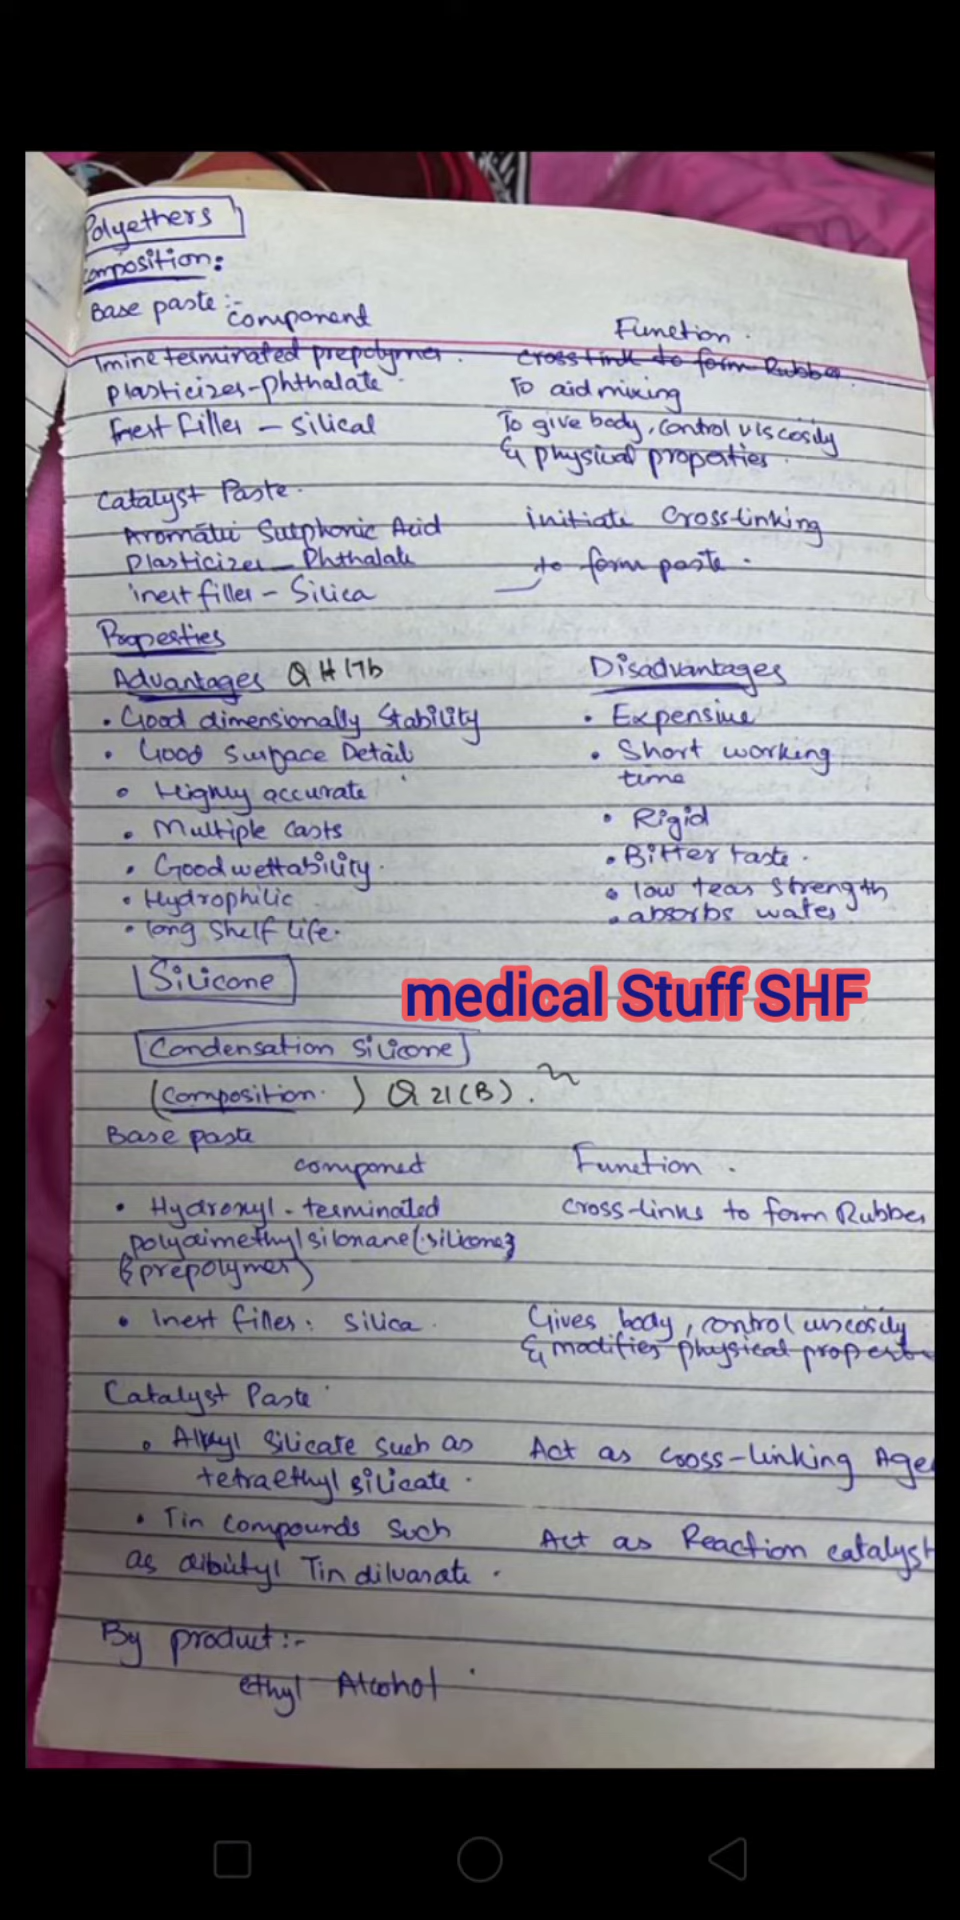 Polyethers
Composition:
Base paste :- component Function.
Imine terminated prepolymer. Cross link to form Rubber.
Plasticizer-Phthalate. To aid mixing
Inert filler - Silical To give body, control viscosity
& physical properties.
Catalyst Paste.
Aromatic Sulphonic Acid initiate Cross-linking
Plasticizer - Phthalate to form paste.
inert filler - Silica
Properties
Advantages Q # 17b Disadvantages
• Good dimensionally Stability • Expensive
• Good Surface Detail • Short working
time
• Highly accurate • Rigid
• Multiple Casts • Bitter taste.
• Good wettability. • low tear strength
• Hydrophilic • absorbs water
• long Shelf life.
Silicone
medical Stuff SHF
Condensation Silicone
(Composition.) Q 21(B).
Base paste
componed Function.
• Hydroxyl-terminated Cross-links to form Rubber
polydimethyl siloxane (silicone
prepolymer)
• Inert filler: Silica. Gives body, control viscosity
& modifies physical propert
Catalyst Paste
• Alkyl Silicate such as Act as cross-linking Age
tetraethyl silicate.
• Tin Compounds Such Act as Reaction catalyst
as dibutyl Tin diluarate.
By product:-
ethyl Alcohol